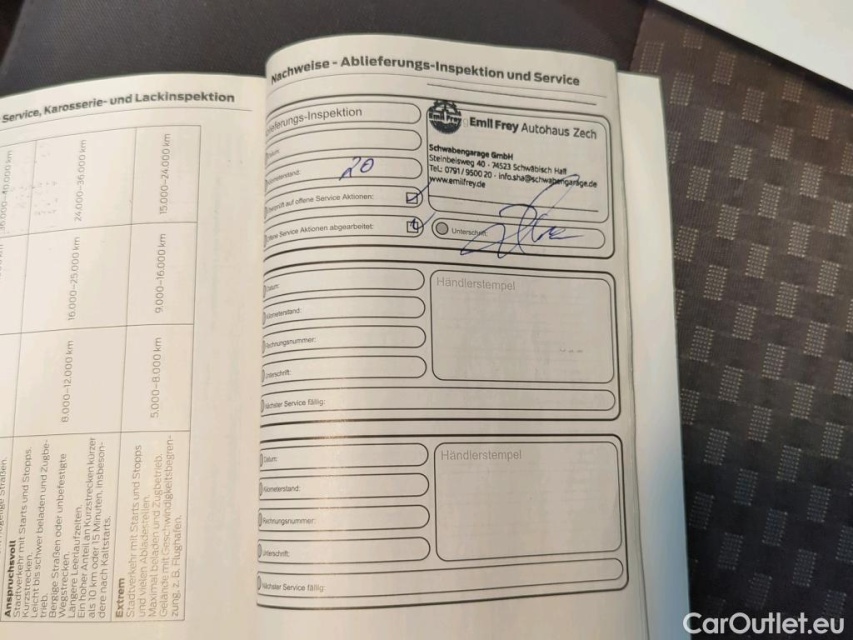 Service, Karosserie- und Lackinspektion
24.000–36.000 km
15.000–24.000 km
16.000–25.000 km
9.000–16.000 km
8.000–12.000 km
5.000–8.000 km
Anspruchsvoll
Stadtverkehr mit Starts und Stopps.
Kurzstrecken.
Leicht bis schwer beladen und Zugbe-
trieb.
Bergige Straßen oder unbefestigte
Wegstrecken.
Längere Leerlaufzeiten.
Ein hoher Anteil an Kurzstrecken kürzer
als 10 km oder 15 Minuten, insbeson-
dere nach Kaltstarts.
Extrem
Stadtverkehr mit Starts und Stopps
und vielen Abladestellen.
Maximal beladen und Zugbetrieb.
Gelände mit Geschwindigkeitsbegren-
zung, z. B. Flughafen.
Nachweise - Ablieferungs-Inspektion und Service
lieferungs-Inspektion
Datum:
meterstand: 20
auf offene Service Aktionen:
fene Service Aktionen abgearbeitet:
Emil Frey
Emil Frey Autohaus Zech
Schwabengarage GmbH
Steinbeisweg 40 - 74523 Schwäbisch Hall
Tel.: 0791/9500 20 - info.sha@schwabengarage.de
www.emilfrey.de
Unterschrift:
Datum:
Kilometerstand:
Rechnungsnummer:
Unterschrift:
Nächster Service fällig:
Händlerstempel
Datum:
Kilometerstand:
Rechnungsnummer:
Unterschrift:
Nächster Service fällig:
Händlerstempel
CarOutlet.eu